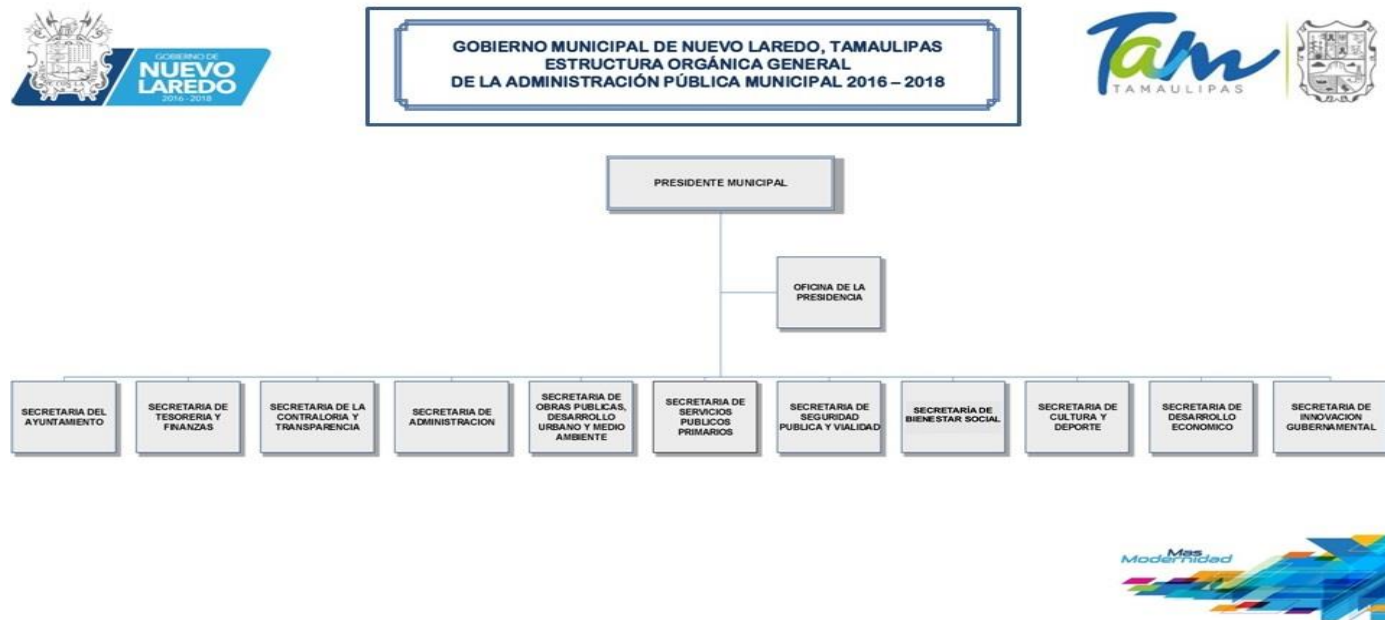 GOBIERNO DE
NUEVO
LAREDO
2016 - 2018
GOBIERNO MUNICIPAL DE NUEVO LAREDO, TAMAULIPAS
ESTRUCTURA ORGÁNICA GENERAL
DE LA ADMINISTRACIÓN PÚBLICA MUNICIPAL 2016 – 2018
Tam
TAMAULIPAS
PRESIDENTE MUNICIPAL
OFICINA DE LA
PRESIDENCIA
SECRETARIA DEL
AYUNTAMIENTO
SECRETARIA DE
TESORERIA Y
FINANZAS
SECRETARIA DE LA
CONTRALORIA Y
TRANSPARENCIA
SECRETARIA DE
ADMINISTRACION
SECRETARIA DE
OBRAS PUBLICAS,
DESARROLLO
URBANO Y MEDIO
AMBIENTE
SECRETARIA DE
SERVICIOS
PUBLICOS
PRIMARIOS
SECRETARIA DE
SEGURIDAD
PUBLICA Y VIALIDAD
SECRETARÍA DE
BIENESTAR SOCIAL
SECRETARIA DE
CULTURA Y
DEPORTE
SECRETARIA DE
DESARROLLO
ECONOMICO
SECRETARIA DE
INNOVACION
GUBERNAMENTAL
Mas
Modernidad